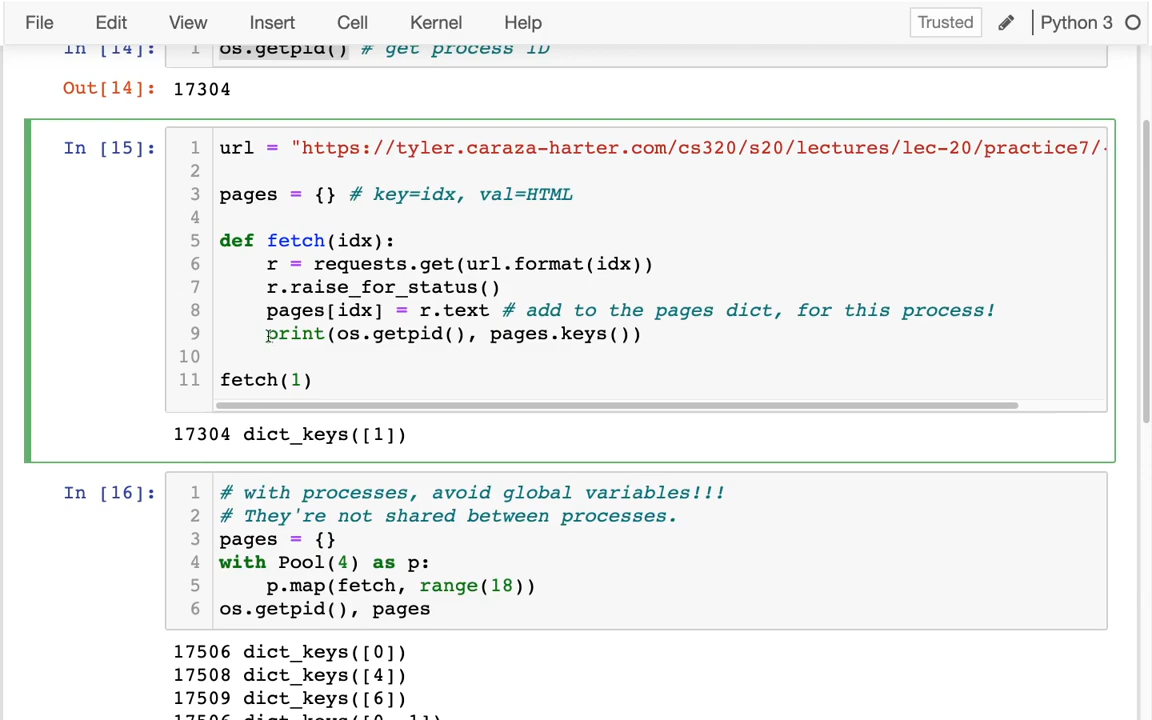 File Edit View Insert Cell Kernel Help Trusted Python 3
In [14]: 1 os.getpid() # get process ID
Out[14]: 17304
In [15]: 1 url = "https://tyler.caraza-harter.com/cs320/s20/lectures/lec-20/practice7/
2
3 pages = {} # key=idx, val=HTML
4
5 def fetch(idx):
6 r = requests.get(url.format(idx))
7 r.raise_for_status()
8 pages[idx] = r.text # add to the pages dict, for this process!
9 print(os.getpid(), pages.keys())
10
11 fetch(1)
17304 dict_keys([1])
In [16]: 1 # with processes, avoid global variables!!!
2 # They're not shared between processes.
3 pages = {}
4 with Pool(4) as p:
5 p.map(fetch, range(18))
6 os.getpid(), pages
17506 dict_keys([0])
17508 dict_keys([4])
17509 dict_keys([6])
17506 dict_keys([0, 1])